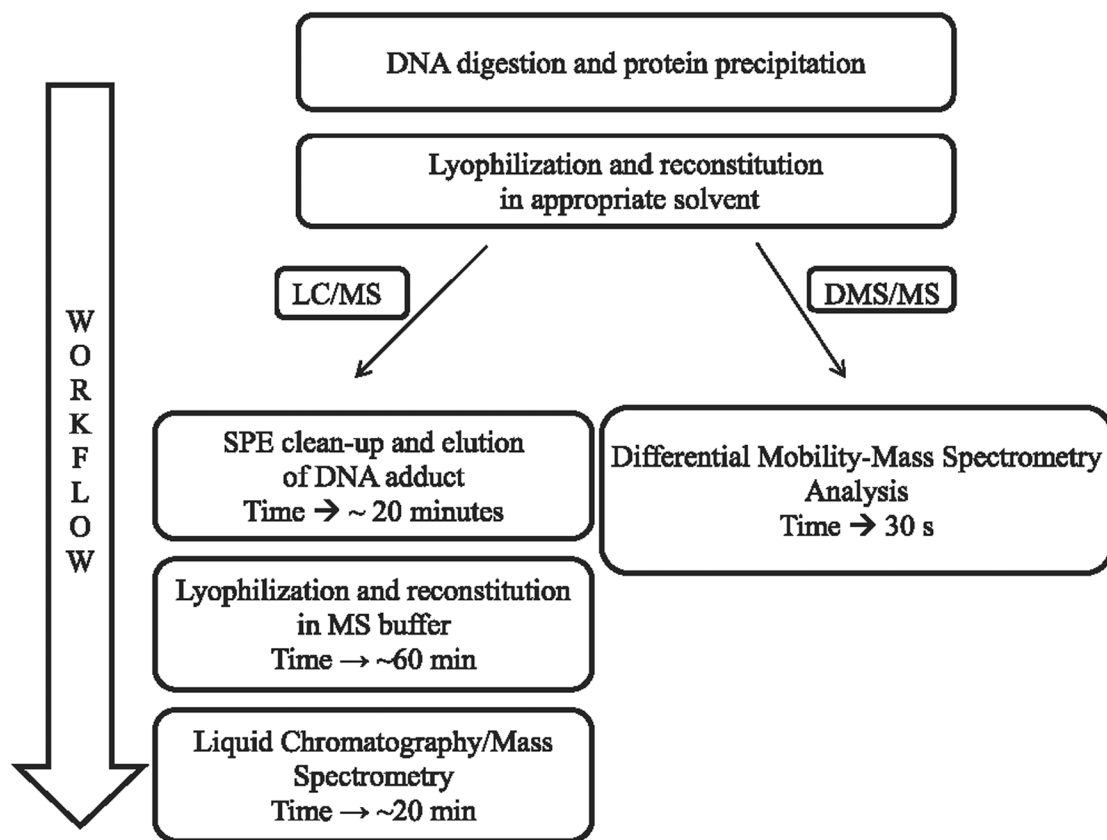 DNA digestion and protein precipitation
Lyophilization and reconstitution
in appropriate solvent
LC/MS
DMS/MS
WORKFLOW
SPE clean-up and elution
of DNA adduct
Time → ~ 20 minutes
Differential Mobility-Mass Spectrometry
Analysis
Time → 30 s
Lyophilization and reconstitution
in MS buffer
Time → ~60 min
Liquid Chromatography/Mass
Spectrometry
Time → ~20 min